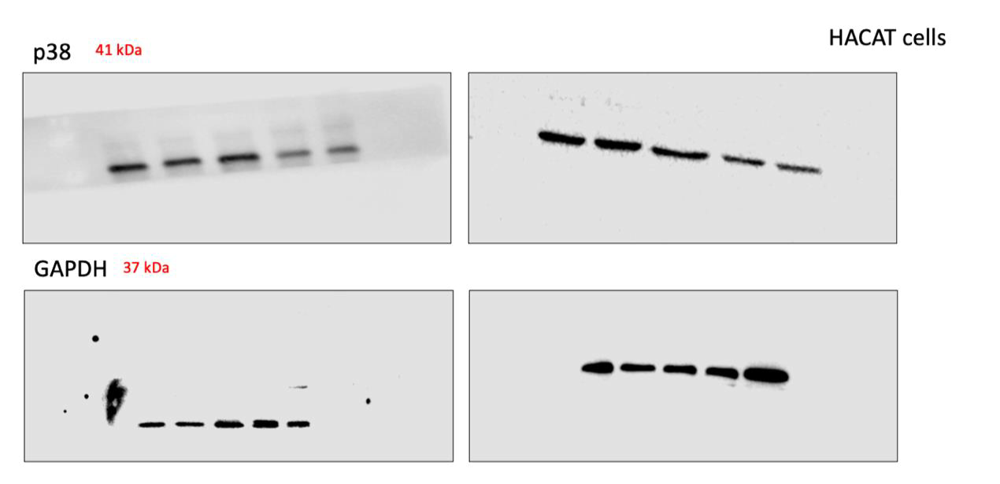 HACAT cells
p38 41 kDa
GAPDH 37 kDa